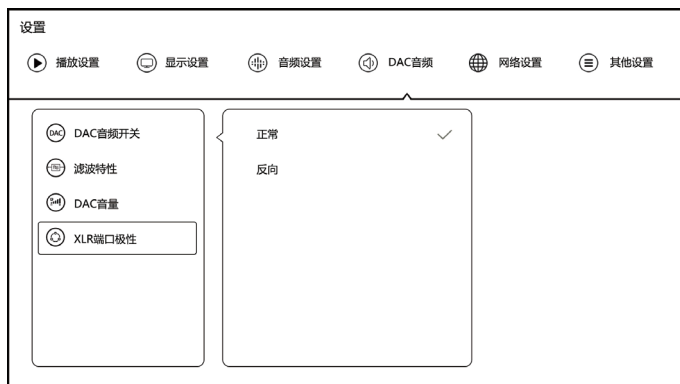 设置
播放设置 显示设置 音频设置 DAC音频 网络设置 其他设置
DAC DAC音频开关
滤波特性
DAC音量
XLR端口极性
正常
反向